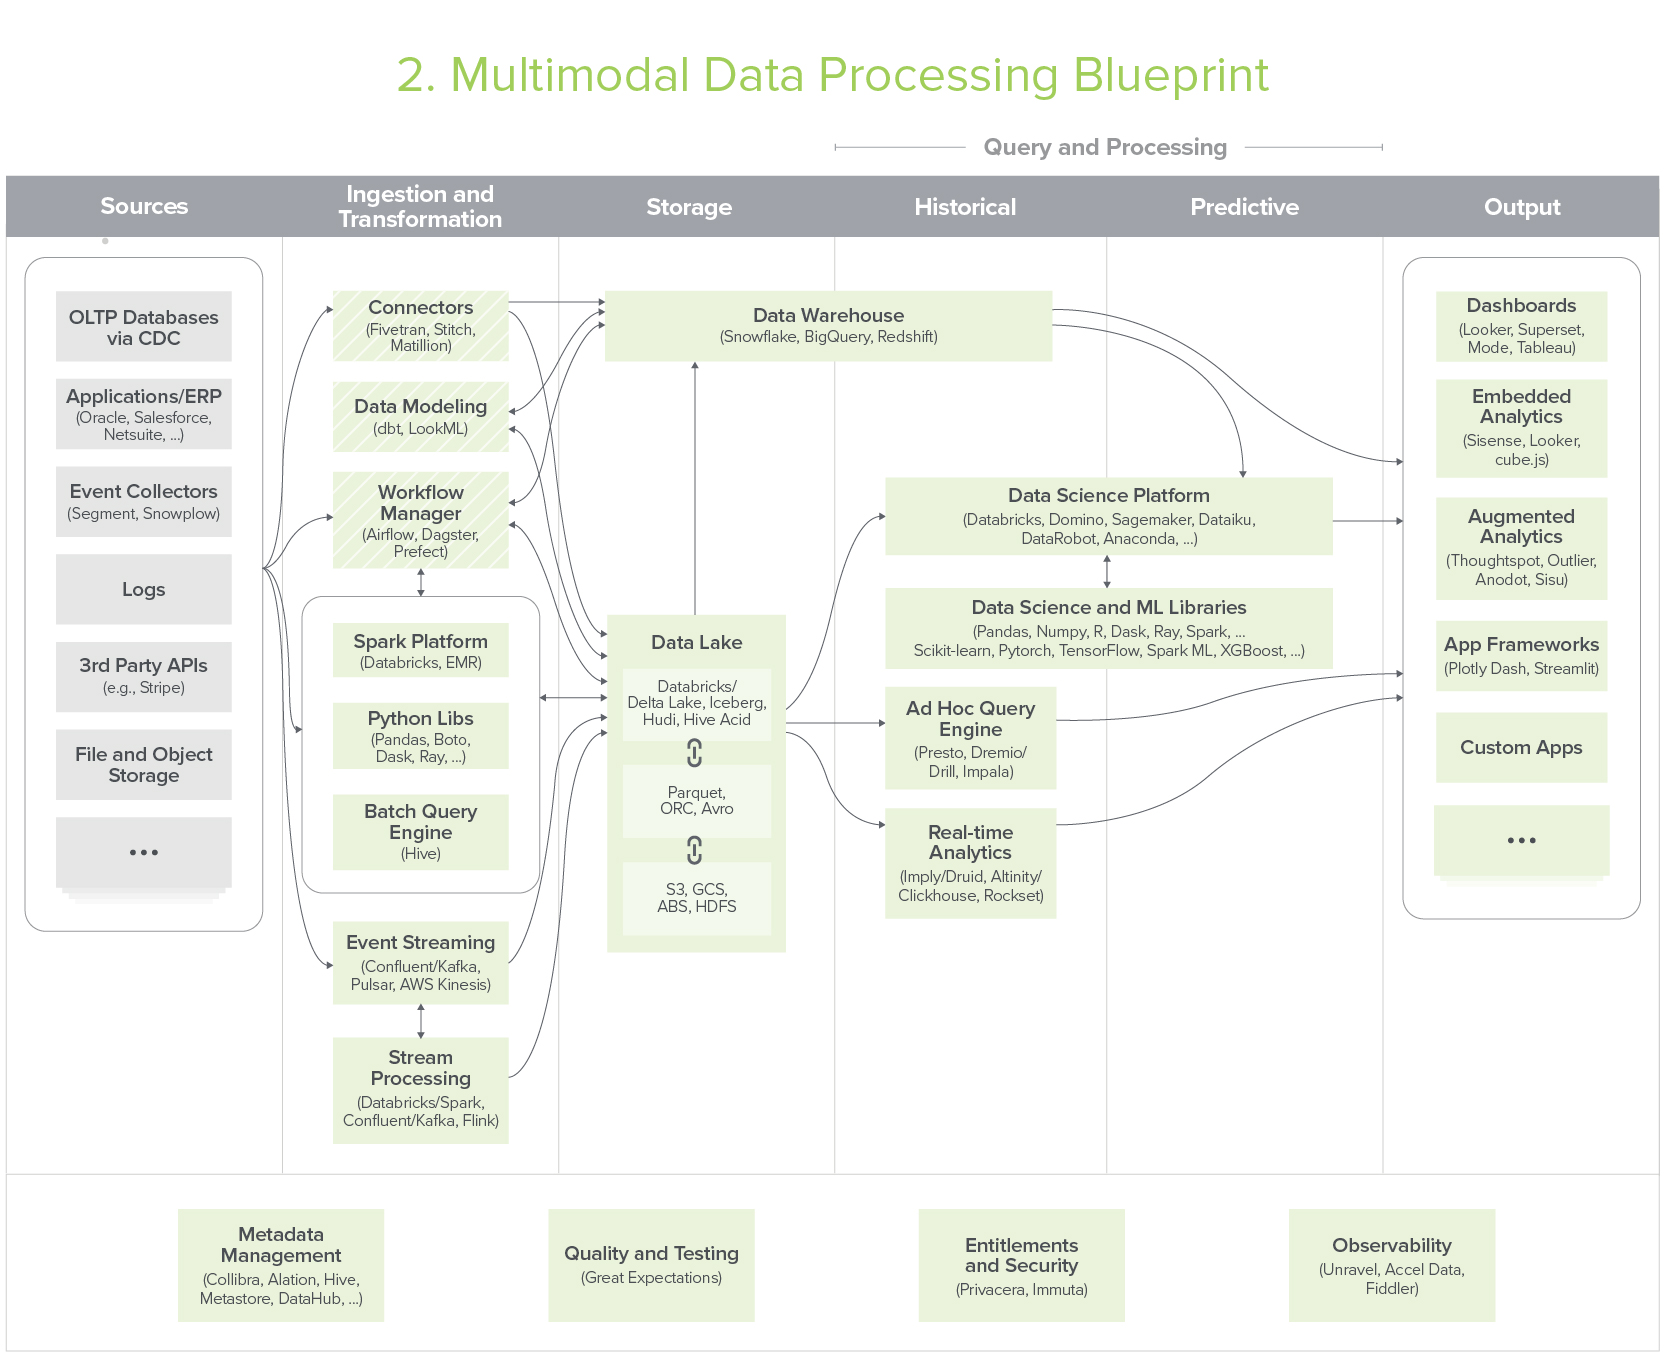 2. Multimodal Data Processing Blueprint
Query and Processing
Sources
Ingestion and
Transformation
Storage
Historical
Predictive
Output
OLTP Databases
via CDC
Applications/ERP
(Oracle, Salesforce,
Netsuite, ...)
Event Collectors
(Segment, Snowplow)
Logs
3rd Party APIs
(e.g., Stripe)
File and Object
Storage
...
Connectors
(Fivetran, Stitch,
Matillion)
Data Modeling
(dbt, LookML)
Workflow
Manager
(Airflow, Dagster,
Prefect)
Spark Platform
(Databricks, EMR)
Python Libs
(Pandas, Boto,
Dask, Ray, ...)
Batch Query
Engine
(Hive)
Event Streaming
(Confluent/Kafka,
Pulsar, AWS Kinesis)
Stream
Processing
(Databricks/Spark,
Confluent/Kafka, Flink)
Data Warehouse
(Snowflake, BigQuery, Redshift)
Data Lake
Databricks/
Delta Lake, Iceberg,
Hudi, Hive Acid
Parquet,
ORC, Avro
S3, GCS,
ABS, HDFS
Data Science Platform
(Databricks, Domino, Sagemaker, Dataiku,
DataRobot, Anaconda, ...)
Data Science and ML Libraries
(Pandas, Numpy, R, Dask, Ray, Spark, ...
Scikit-learn, Pytorch, TensorFlow, Spark ML, XGBoost, ...)
Ad Hoc Query
Engine
(Presto, Dremio/
Drill, Impala)
Real-time
Analytics
(Imply/Druid, Altinity/
Clickhouse, Rockset)
Dashboards
(Looker, Superset,
Mode, Tableau)
Embedded
Analytics
(Sisense, Looker,
cube.js)
Augmented
Analytics
(Thoughtspot, Outlier,
Anodot, Sisu)
App Frameworks
(Plotly Dash, Streamlit)
Custom Apps
...
Metadata
Management
(Collibra, Alation, Hive,
Metastore, DataHub, ...)
Quality and Testing
(Great Expectations)
Entitlements
and Security
(Privacera, Immuta)
Observability
(Unravel, Accel Data,
Fiddler)